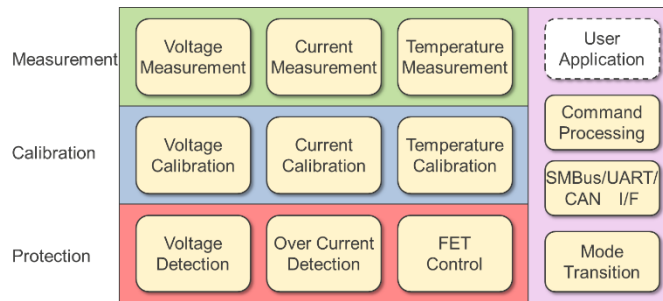 Measurement
Voltage
Measurement
Current
Measurement
Temperature
Measurement
Calibration
Voltage
Calibration
Current
Calibration
Temperature
Calibration
Protection
Voltage
Detection
Over Current
Detection
FET
Control
User
Application
Command
Processing
SMBus/UART/
CAN I/F
Mode
Transition